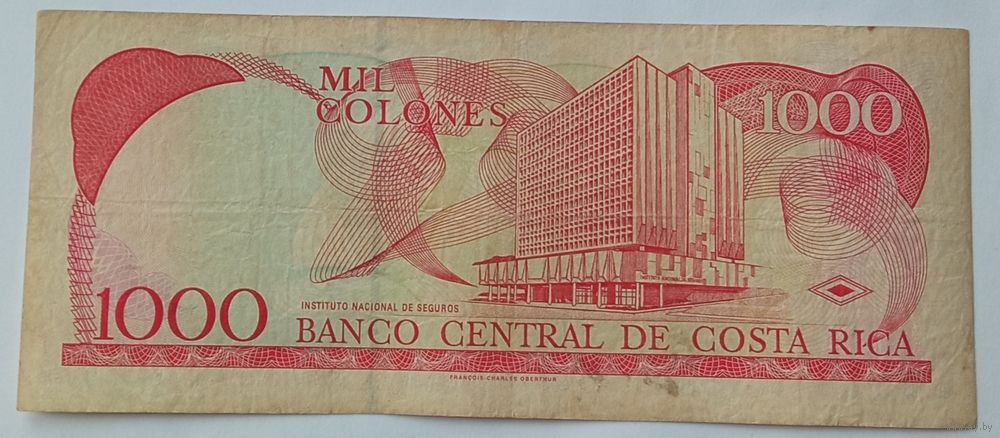 MIL
COLONES
1000
1000
INSTITUTO NACIONAL DE SEGUROS
BANCO CENTRAL DE COSTA RICA
FRANÇOIS-CHARLES OBERTHUR